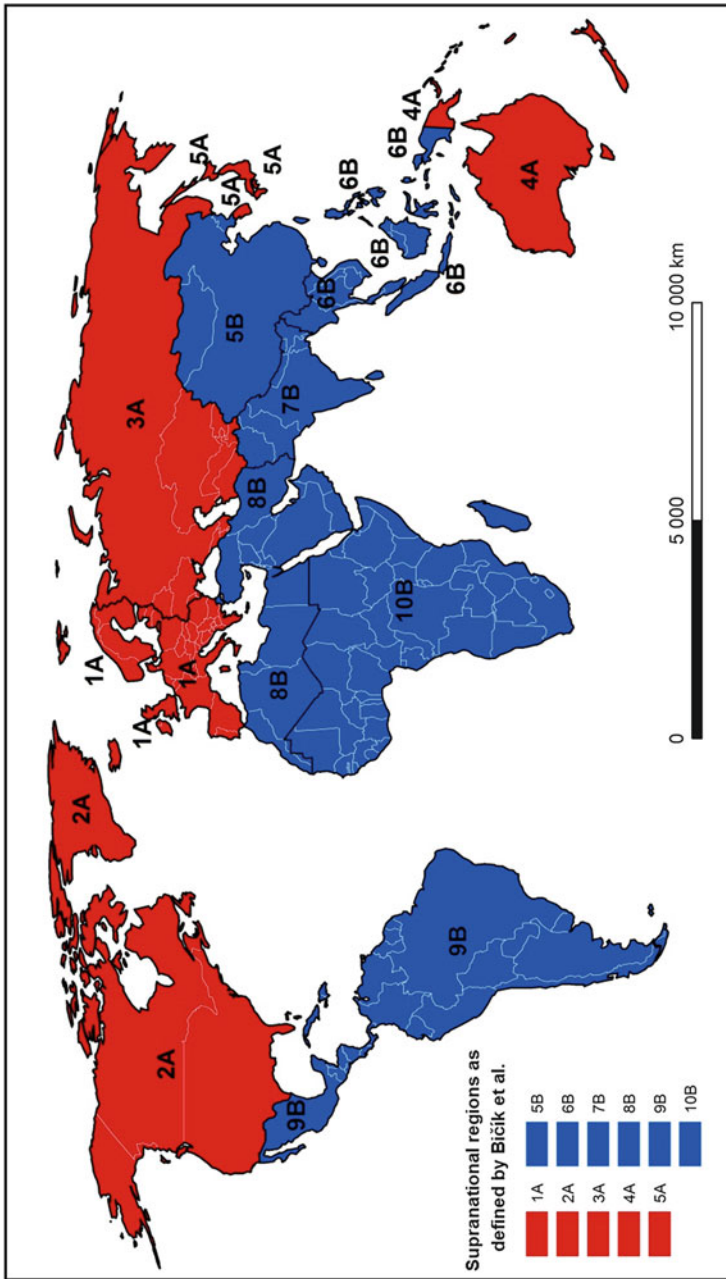 2A
2A
1A
1A
1A
3A
5A
5A
5A
5B
9B
8B
8B
7B
6B
6B
6B
6B
6B
4A
4A
10B
9B
Supranational regions as
defined by Bičík et al.
1A 5B
2A 6B
3A 7B
4A 8B
5A 9B
10B
0 5 000 10 000 km